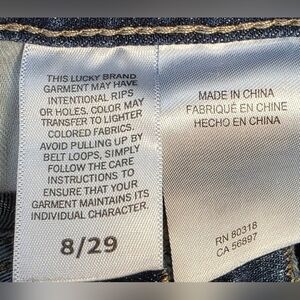 THIS LUCKY BRAND
GARMENT MAY HAVE
INTENTIONAL RIPS
OR HOLES. COLOR MAY
TRANSFER TO LIGHTER
COLORED FABRICS.
AVOID PULLING UP BY
BELT LOOPS, SIMPLY
FOLLOW THE CARE
INSTRUCTIONS TO
ENSURE THAT YOUR
GARMENT MAINTAINS ITS
INDIVIDUAL CHARACTER.
8/29
MADE IN CHINA
FABRIQUÉ EN CHINE
HECHO EN CHINA
RN 80318
CA 56897